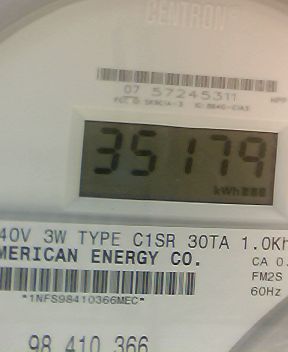 CENTRON
07 57245311
35179
kWh
40V 3W TYPE C1SR 30TA 1.0Kh
MERICAN ENERGY CO.
CA 0.
FM2S
60Hz
*1NFS98410366MEC*
98 410 366